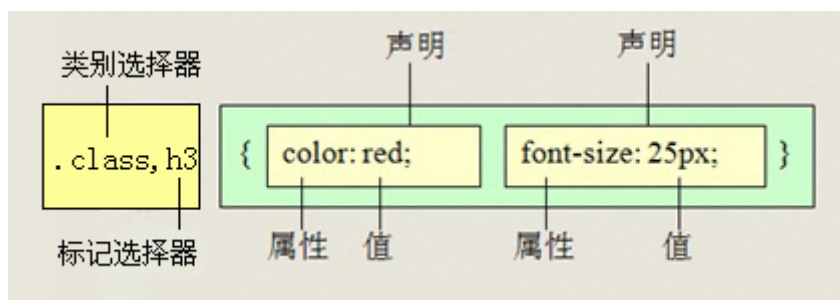 声明 声明
类别选择器
.class,h3 { color: red; font-size: 25px; }
标记选择器 属性 值 属性 值